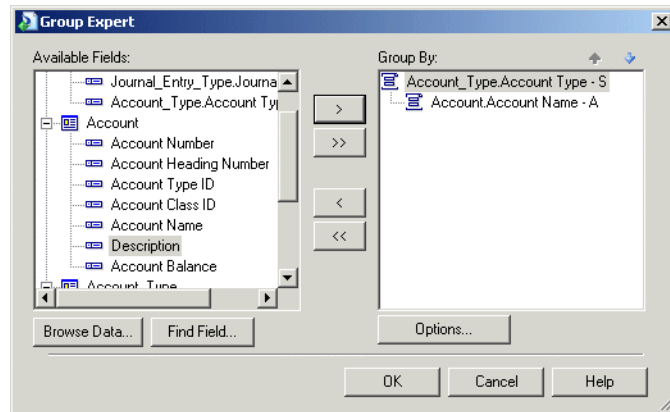 Group Expert
Available Fields:
Group By:
Journal_Entry_Type.Journa
Account_Type.Account Ty
Account
Account Number
Account Heading Number
Account Type ID
Account Class ID
Account Name
Description
Account Balance
Account_Type
>
>>
<
<<
Account_Type.Account Type - S
Account.Account Name - A
Browse Data...
Find Field...
Options...
OK
Cancel
Help